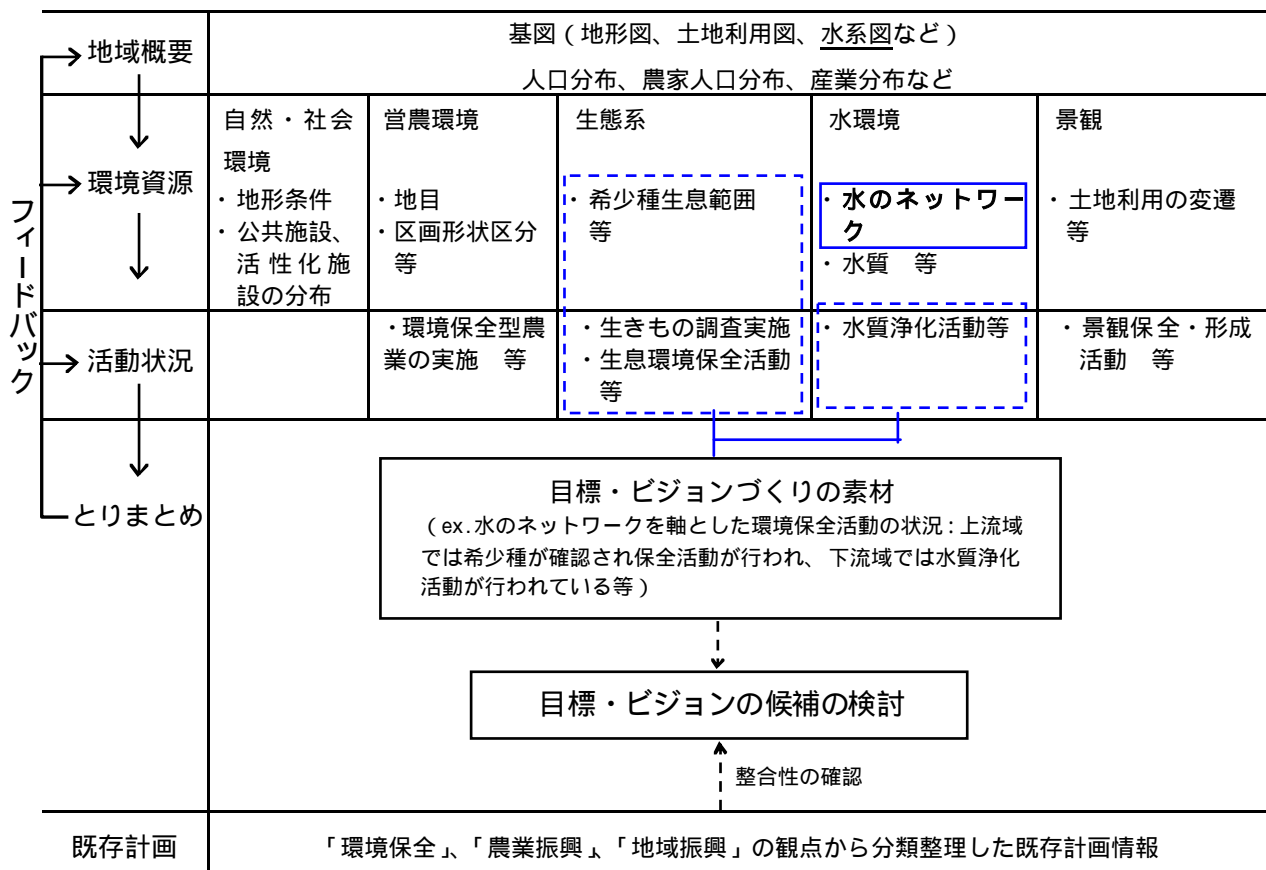 フィードバック
地域概要
基図（地形図、土地利用図、水系図など）
人口分布、農家人口分布、産業分布など
環境資源
自然・社会
環境
・地形条件
・公共施設、
活性化施
設の分布
営農環境
・地目
・区画形状区分
等
生態系
・希少種生息範囲
等
水環境
・水のネットワー
ク
・水質　等
景観
・土地利用の変遷
等
活動状況
・環境保全型農
業の実施　等
・生きもの調査実施
・生息環境保全活動
等
・水質浄化活動等
・景観保全・形成
活動　等
とりまとめ
目標・ビジョンづくりの素材
（ex.水のネットワークを軸とした環境保全活動の状況：上流域
では希少種が確認され保全活動が行われ、下流域では水質浄化
活動が行われている等）
目標・ビジョンの候補の検討
整合性の確認
既存計画
「環境保全」、「農業振興」、「地域振興」の観点から分類整理した既存計画情報